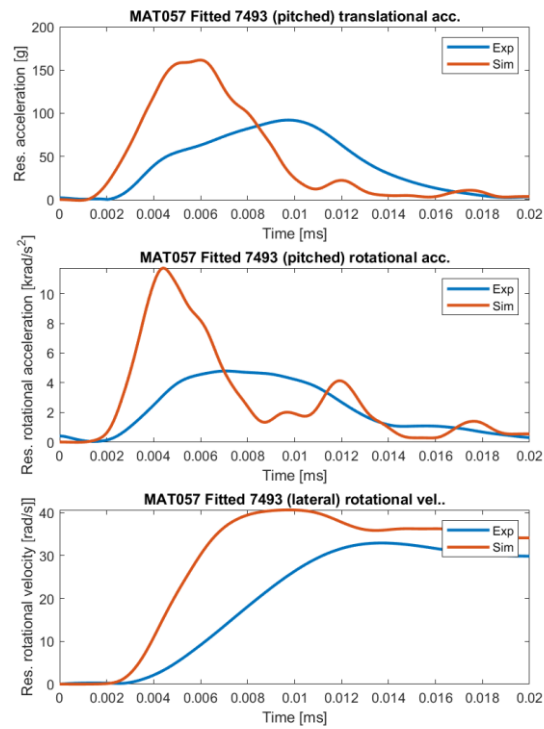 MAT057 Fitted 7493 (pitched) translational acc.
Res. acceleration [g]
200
150
100
50
0
Exp
Sim
0 0.002 0.004 0.006 0.008 0.01 0.012 0.014 0.016 0.018 0.02
Time [ms]
MAT057 Fitted 7493 (pitched) rotational acc.
Res. rotational acceleration [krad/s²]
10
8
6
4
2
0
Exp
Sim
0 0.002 0.004 0.006 0.008 0.01 0.012 0.014 0.016 0.018 0.02
Time [ms]
MAT057 Fitted 7493 (lateral) rotational vel..
Res. rotational velocity [rad/s]]
40
30
20
10
0
Exp
Sim
0 0.002 0.004 0.006 0.008 0.01 0.012 0.014 0.016 0.018 0.02
Time [ms]